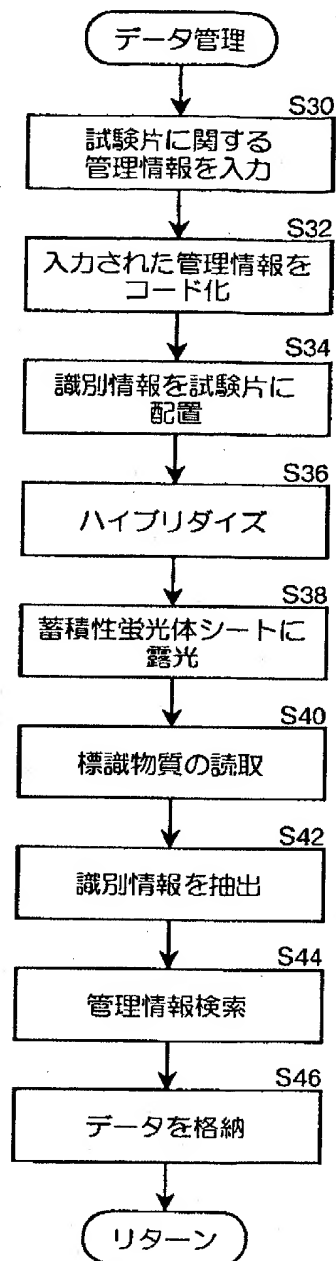 データ管理
S30
試験片に関する
管理情報を入力
S32
入力された管理情報を
コード化
S34
識別情報を試験片に
配置
S36
ハイブリダイズ
S38
蓄積性蛍光体シートに
露光
S40
標識物質の読取
S42
識別情報を抽出
S44
管理情報検索
S46
データを格納
リターン